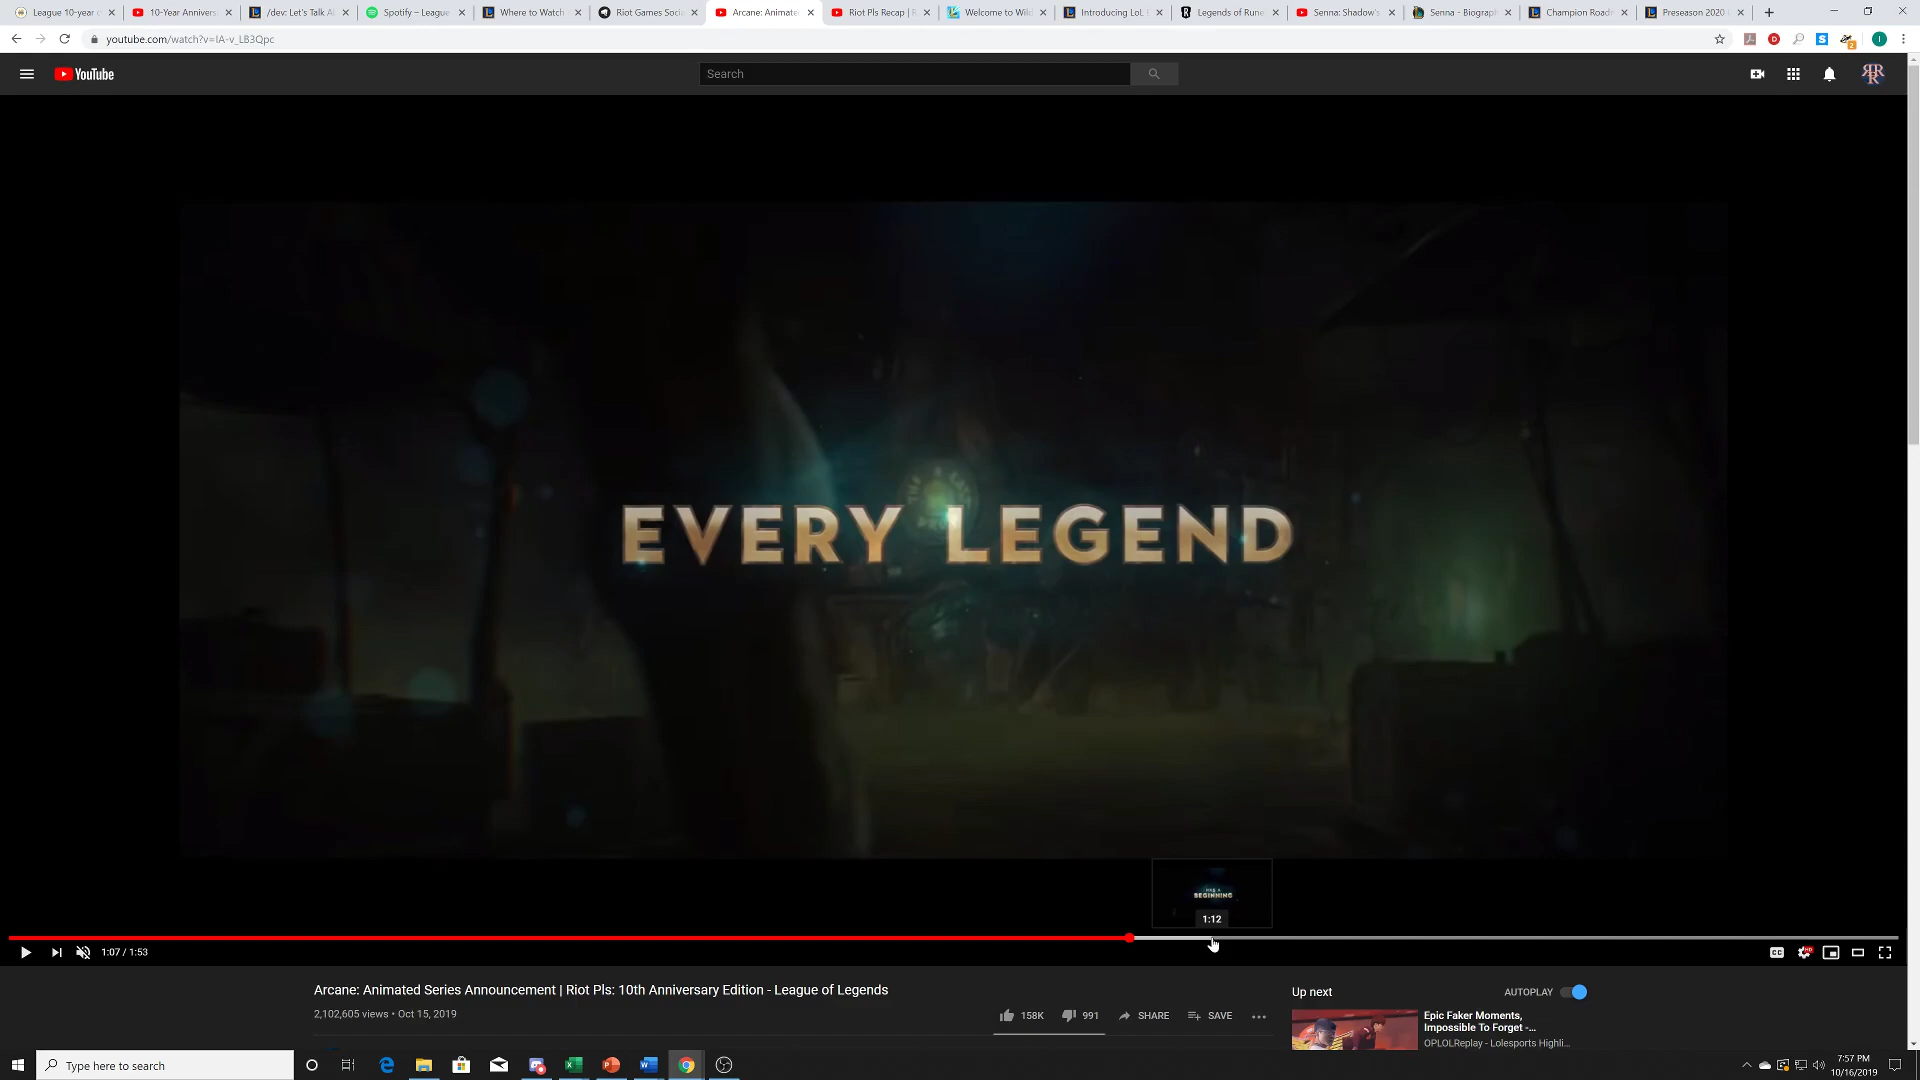 League 10-year c
10-Year Annivers
/dev: Let's Talk A
Spotify – League
Where to Watch
Riot Games Soci
Arcane: Animate
Riot Pls Recap | R
Welcome to Wil
Introducing LoL E
Legends of Rune
Senna: Shadow's
Senna - Biograp
Champion Road
Preseason 2020
youtube.com/watch?v=lA-v_LB3Qpc
YouTube
Search
EVERY LEGEND
HAS A
BEGINNING
1:12
1:07 / 1:53
CC
HD
Arcane: Animated Series Announcement | Riot Pls: 10th Anniversary Edition - League of Legends
2,102,605 views • Oct 15, 2019
158K
991
SHARE
SAVE
Up next
AUTOPLAY
Epic Faker Moments,
Impossible To Forget -...
OPLOLReplay - Lolesports Highli...
Type here to search
7:57 PM
10/16/2019